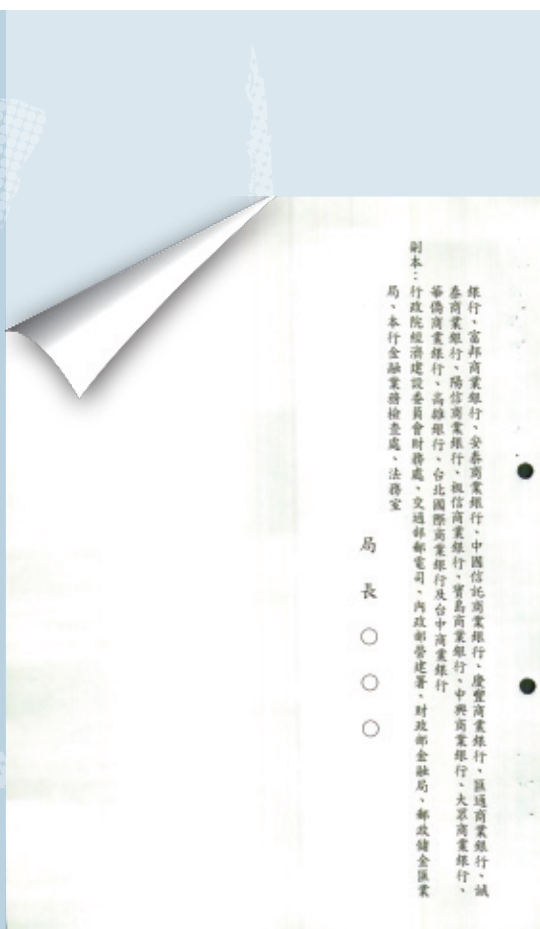 銀行、富邦商業銀行、安泰商業銀行、中國信託商業銀行、慶豐商業銀行、匯通商業銀行、誠
泰商業銀行、陽信商業銀行、板信商業銀行、寶島商業銀行、中興商業銀行、大眾商業銀行、
華僑商業銀行、高雄銀行、台北國際商業銀行及台中商業銀行
副本：行政院經濟建設委員會財務處、交通部郵電司、內政部營建署、財政部金融局、郵政儲金匯業
局、本行金融業務檢查處、法務室
局長○○○